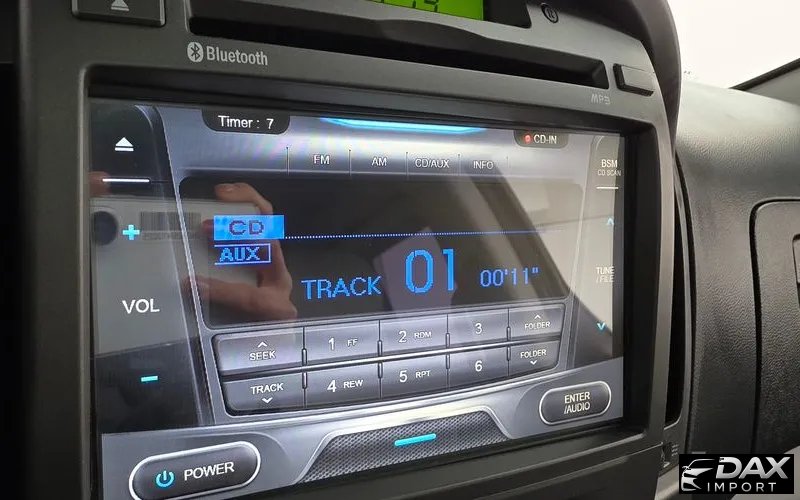 Bluetooth
MP3
Timer : 7
CD-IN
FM AM CD/AUX INFO
BSM
CD SCAN
CD
AUX
TRACK 01 00'11"
VOL
TUNE
/FILE
SEEK 1 FF 2 RDM 3 FOLDER
TRACK 4 REW 5 RPT 6 FOLDER
ENTER
/AUDIO
POWER
DAX
IMPORT